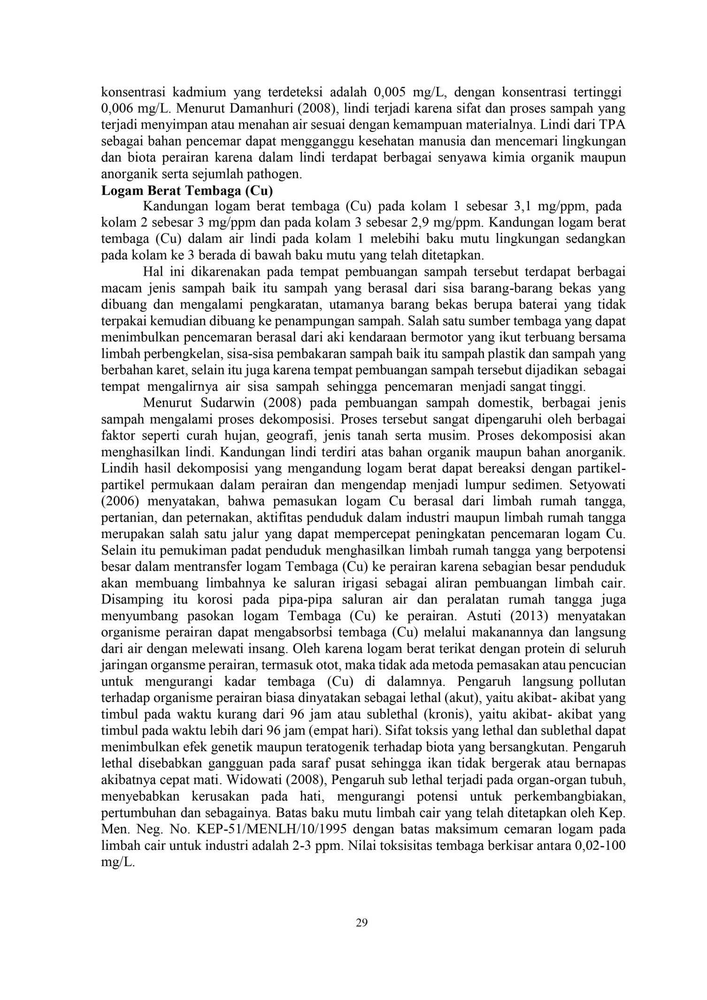 konsentrasi kadmium yang terdeteksi adalah 0,005 mg/L, dengan konsentrasi tertinggi
0,006 mg/L. Menurut Damanhuri (2008), lindi terjadi karena sifat dan proses sampah yang
terjadi menyimpan atau menahan air sesuai dengan kemampuan materialnya. Lindi dari TPA
sebagai bahan pencemar dapat mengganggu kesehatan manusia dan mencemari lingkungan
dan biota perairan karena dalam lindi terdapat berbagai senyawa kimia organik maupun
anorganik serta sejumlah pathogen.
Logam Berat Tembaga (Cu)
Kandungan logam berat tembaga (Cu) pada kolam 1 sebesar 3,1 mg/ppm, pada
kolam 2 sebesar 3 mg/ppm dan pada kolam 3 sebesar 2,9 mg/ppm. Kandungan logam berat
tembaga (Cu) dalam air lindi pada kolam 1 melebihi baku mutu lingkungan sedangkan
pada kolam ke 3 berada di bawah baku mutu yang telah ditetapkan.
Hal ini dikarenakan pada tempat pembuangan sampah tersebut terdapat berbagai
macam jenis sampah baik itu sampah yang berasal dari sisa barang-barang bekas yang
dibuang dan mengalami pengkaratan, utamanya barang bekas berupa baterai yang tidak
terpakai kemudian dibuang ke penampungan sampah. Salah satu sumber tembaga yang dapat
menimbulkan pencemaran berasal dari aki kendaraan bermotor yang ikut terbuang bersama
limbah perbengkelan, sisa-sisa pembakaran sampah baik itu sampah plastik dan sampah yang
berbahan karet, selain itu juga karena tempat pembuangan sampah tersebut dijadikan sebagai
tempat mengalirnya air sisa sampah sehingga pencemaran menjadi sangat tinggi.
Menurut Sudarwin (2008) pada pembuangan sampah domestik, berbagai jenis
sampah mengalami proses dekomposisi. Proses tersebut sangat dipengaruhi oleh berbagai
faktor seperti curah hujan, geografi, jenis tanah serta musim. Proses dekomposisi akan
menghasilkan lindi. Kandungan lindi terdiri atas bahan organik maupun bahan anorganik.
Lindih hasil dekomposisi yang mengandung logam berat dapat bereaksi dengan partikel-
partikel permukaan dalam perairan dan mengendap menjadi lumpur sedimen. Setyowati
(2006) menyatakan, bahwa pemasukan logam Cu berasal dari limbah rumah tangga,
pertanian, dan peternakan, aktifitas penduduk dalam industri maupun limbah rumah tangga
merupakan salah satu jalur yang dapat mempercepat peningkatan pencemaran logam Cu.
Selain itu pemukiman padat penduduk menghasilkan limbah rumah tangga yang berpotensi
besar dalam mentransfer logam Tembaga (Cu) ke perairan karena sebagian besar penduduk
akan membuang limbahnya ke saluran irigasi sebagai aliran pembuangan limbah cair.
Disamping itu korosi pada pipa-pipa saluran air dan peralatan rumah tangga juga
menyumbang pasokan logam Tembaga (Cu) ke perairan. Astuti (2013) menyatakan
organisme perairan dapat mengabsorbsi tembaga (Cu) melalui makanannya dan langsung
dari air dengan melewati insang. Oleh karena logam berat terikat dengan protein di seluruh
jaringan organsme perairan, termasuk otot, maka tidak ada metoda pemasakan atau pencucian
untuk mengurangi kadar tembaga (Cu) di dalamnya. Pengaruh langsung pollutan
terhadap organisme perairan biasa dinyatakan sebagai lethal (akut), yaitu akibat- akibat yang
timbul pada waktu kurang dari 96 jam atau sublethal (kronis), yaitu akibat- akibat yang
timbul pada waktu lebih dari 96 jam (empat hari). Sifat toksis yang lethal dan sublethal dapat
menimbulkan efek genetik maupun teratogenik terhadap biota yang bersangkutan. Pengaruh
lethal disebabkan gangguan pada saraf pusat sehingga ikan tidak bergerak atau bernapas
akibatnya cepat mati. Widowati (2008), Pengaruh sub lethal terjadi pada organ-organ tubuh,
menyebabkan kerusakan pada hati, mengurangi potensi untuk perkembangbiakan,
pertumbuhan dan sebagainya. Batas baku mutu limbah cair yang telah ditetapkan oleh Kep.
Men. Neg. No. KEP-51/MENLH/10/1995 dengan batas maksimum cemaran logam pada
limbah cair untuk industri adalah 2-3 ppm. Nilai toksisitas tembaga berkisar antara 0,02-100
mg/L.
29